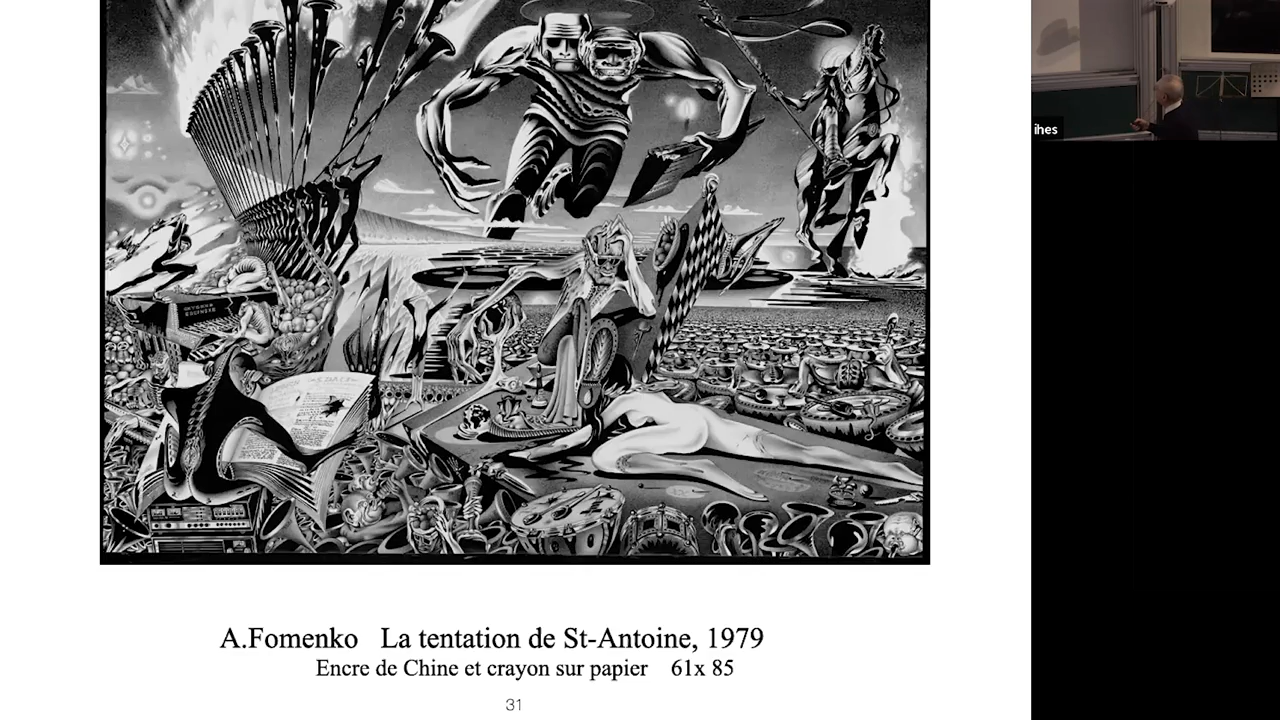 A.Fomenko La tentation de St-Antoine, 1979
Encre de Chine et crayon sur papier 61x 85
31
ihes